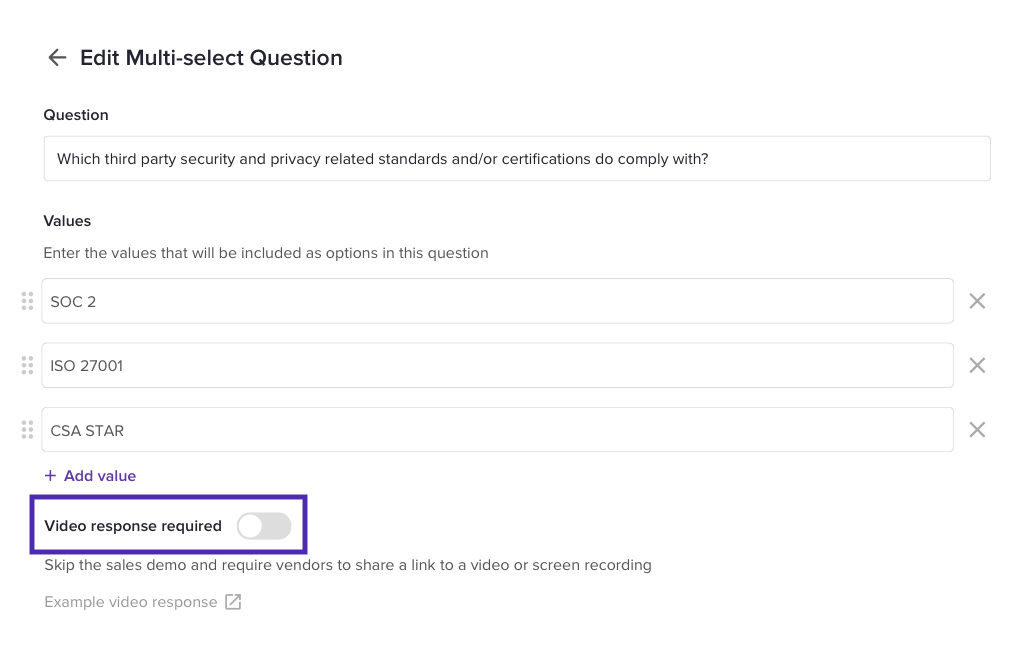 Edit Multi-select Question
Question
Which third party security and privacy related standards and/or certifications do comply with?
Values
Enter the values that will be included as options in this question
SOC 2
ISO 27001
CSA STAR
+ Add value
Video response required
Skip the sales demo and require vendors to share a link to a video or screen recording
Example video response